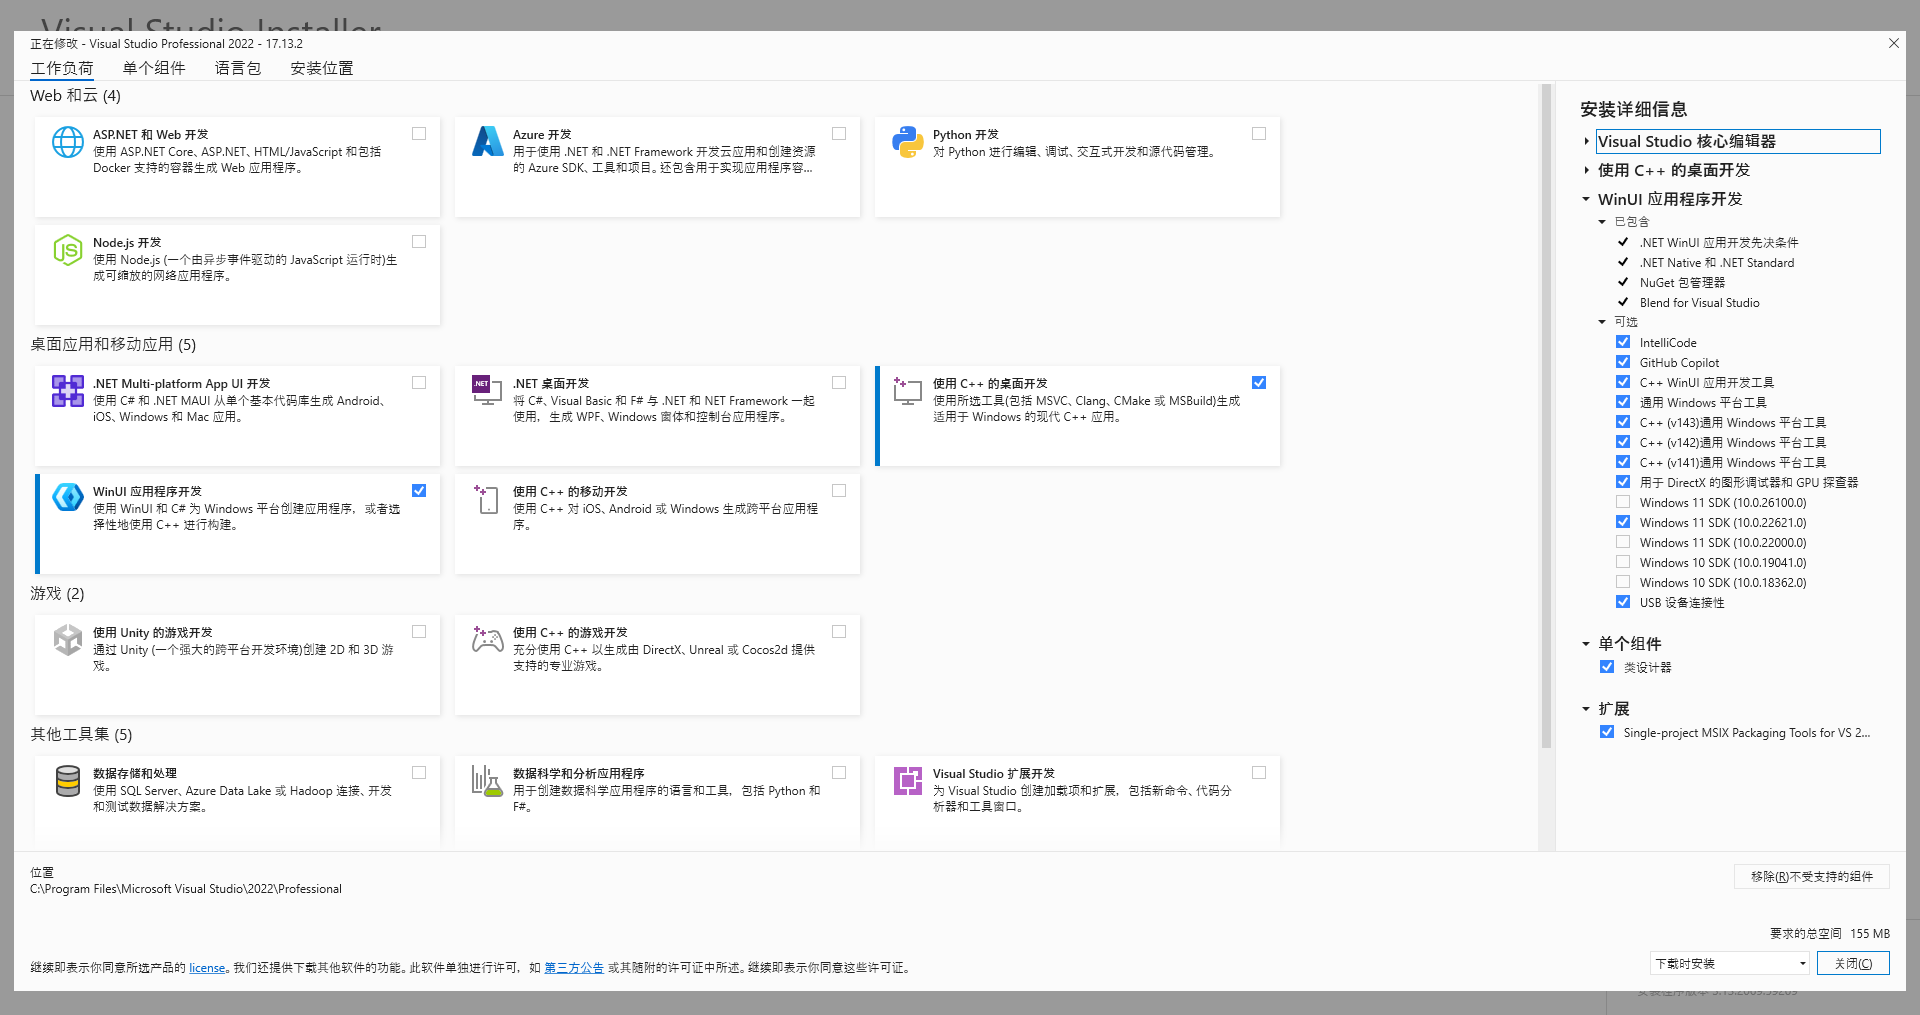 Visual Studio Installer
正在修改 - Visual Studio Professional 2022 - 17.13.2
工作负荷 单个组件 语言包 安装位置
Web 和云 (4)
ASP.NET 和 Web 开发
使用 ASP.NET Core、ASP.NET、HTML/JavaScript 和包括
Docker 支持的容器生成 Web 应用程序。
Azure 开发
用于使用 .NET 和 .NET Framework 开发云应用和创建资源
的 Azure SDK、工具和项目。还包含用于实现应用程序容...
Python 开发
对 Python 进行编辑、调试、交互式开发和源代码管理。
JS
Node.js 开发
使用 Node.js (一个由异步事件驱动的 JavaScript 运行时)生
成可缩放的网络应用程序。
桌面应用和移动应用 (5)
.NET Multi-platform App UI 开发
使用 C# 和 .NET MAUI 从单个基本代码库生成 Android、
iOS、Windows 和 Mac 应用。
.NET
.NET 桌面开发
将 C#、Visual Basic 和 F# 与 .NET 和 NET Framework 一起
使用，生成 WPF、Windows 窗体和控制台应用程序。
使用 C++ 的桌面开发
使用所选工具(包括 MSVC、Clang、CMake 或 MSBuild)生成
适用于 Windows 的现代 C++ 应用。
WinUI 应用程序开发
使用 WinUI 和 C# 为 Windows 平台创建应用程序，或者选
择性地使用 C++ 进行构建。
使用 C++ 的移动开发
使用 C++ 对 iOS、Android 或 Windows 生成跨平台应用程
序。
游戏 (2)
使用 Unity 的游戏开发
通过 Unity (一个强大的跨平台开发环境)创建 2D 和 3D 游
戏。
使用 C++ 的游戏开发
充分使用 C++ 以生成由 DirectX、Unreal 或 Cocos2d 提供
支持的专业游戏。
其他工具集 (5)
数据存储和处理
使用 SQL Server、Azure Data Lake 或 Hadoop 连接、开发
和测试数据解决方案。
数据科学和分析应用程序
用于创建数据科学应用程序的语言和工具，包括 Python 和
F#。
Visual Studio 扩展开发
为 Visual Studio 创建加载项和扩展，包括新命令、代码分
析器和工具窗口。
安装详细信息
Visual Studio 核心编辑器
使用 C++ 的桌面开发
WinUI 应用程序开发
已包含
.NET WinUI 应用开发先决条件
.NET Native 和 .NET Standard
NuGet 包管理器
Blend for Visual Studio
可选
IntelliCode
GitHub Copilot
C++ WinUI 应用开发工具
通用 Windows 平台工具
C++ (v143)通用 Windows 平台工具
C++ (v142)通用 Windows 平台工具
C++ (v141)通用 Windows 平台工具
用于 DirectX 的图形调试器和 GPU 探查器
Windows 11 SDK (10.0.26100.0)
Windows 11 SDK (10.0.22621.0)
Windows 11 SDK (10.0.22000.0)
Windows 10 SDK (10.0.19041.0)
Windows 10 SDK (10.0.18362.0)
USB 设备连接性
单个组件
类设计器
扩展
Single-project MSIX Packaging Tools for VS 2...
位置
C:\Program Files\Microsoft Visual Studio\2022\Professional
移除(R)不受支持的组件
要求的总空间 155 MB
继续即表示你同意所选产品的 license。我们还提供下载其他软件的功能。此软件单独进行许可，如 第三方公告 或其随附的许可证中所述。继续即表示你同意这些许可证。
下载时安装
关闭(C)